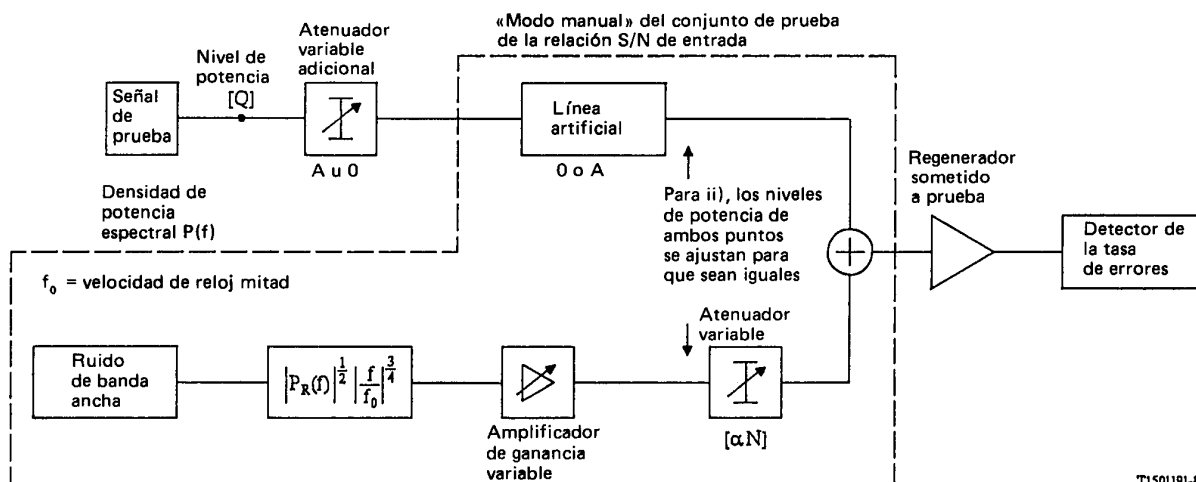 «Modo manual» del conjunto de prueba
de la relación S/N de entrada
Atenuador
variable
adicional
Nivel de
potencia
[Q]
Señal
de
prueba
A u 0
Línea
artificial
0 o A
Densidad de
potencia
espectral P(f)
Para ii), los niveles
de potencia de
ambos puntos
se ajustan para
que sean iguales
Regenerador
sometido
a prueba
Detector de
la tasa
de errores
f₀ = velocidad de reloj mitad
Ruido
de banda
ancha
|P_R(f)|^{1/2} |f/f₀|^{3/4}
Amplificador
de ganancia
variable
Atenuador
variable
[αN]